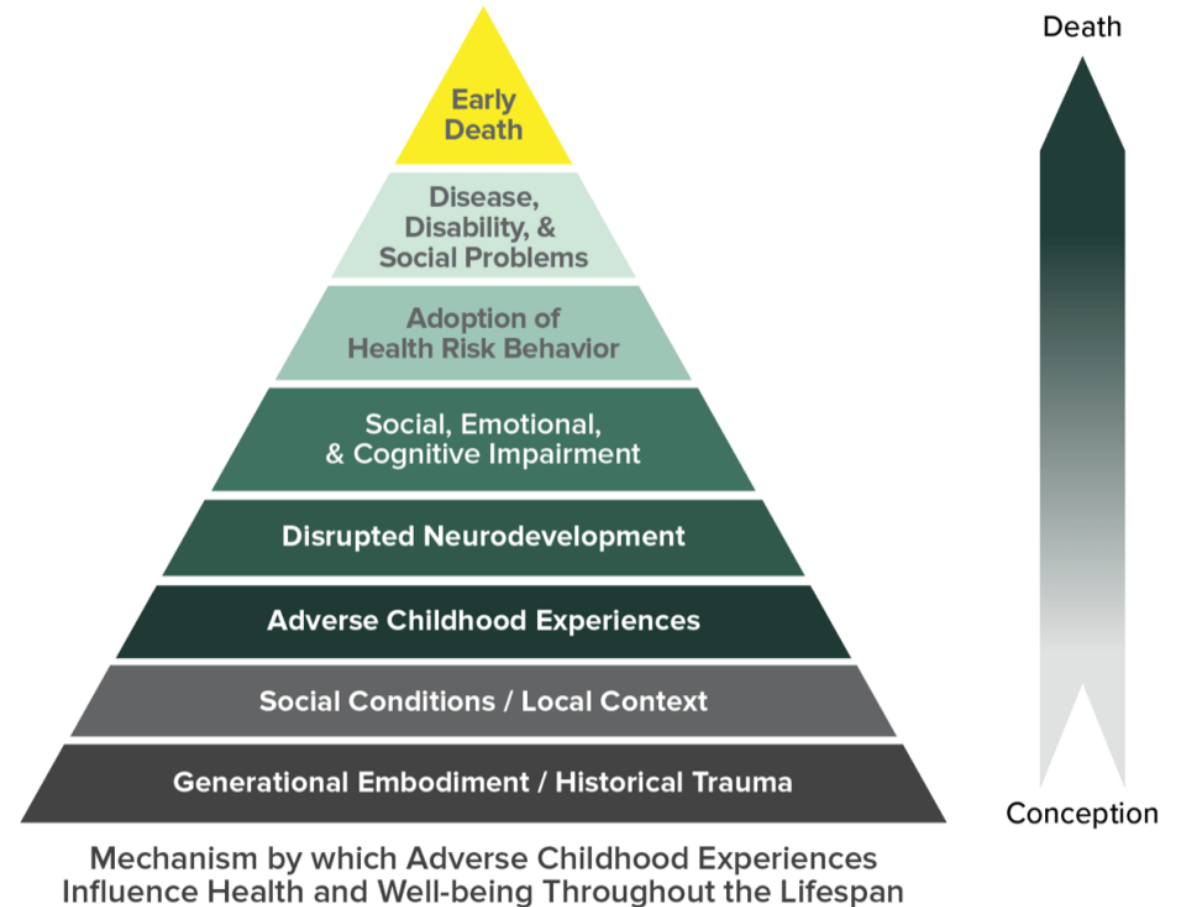 Death
Early
Death
Disease,
Disability, &
Social Problems
Adoption of
Health Risk Behavior
Social, Emotional,
& Cognitive Impairment
Disrupted Neurodevelopment
Adverse Childhood Experiences
Social Conditions / Local Context
Generational Embodiment / Historical Trauma
Conception
Mechanism by which Adverse Childhood Experiences
Influence Health and Well-being Throughout the Lifespan